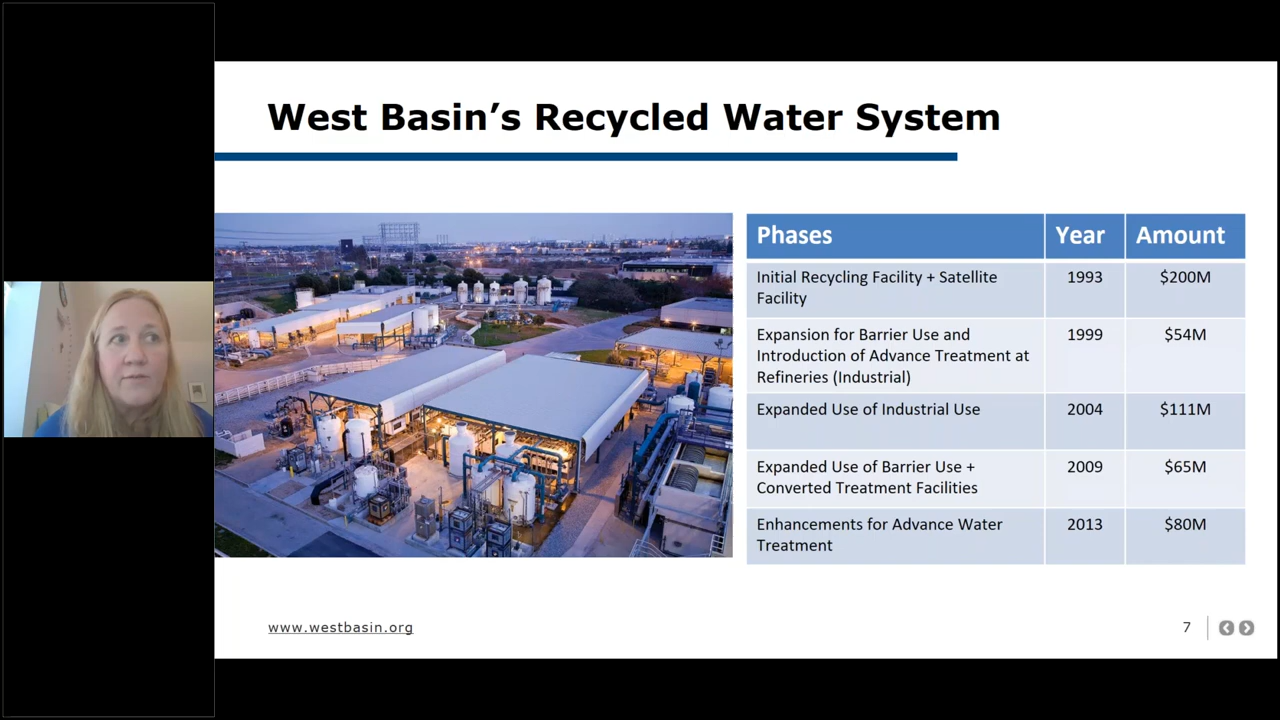 West Basin’s Recycled Water System
Phases Year Amount
Initial Recycling Facility + Satellite 1993 $200M
Facility
Expansion for Barrier Use and 1999 $54M
Introduction of Advance Treatment at
Refineries (Industrial)
Expanded Use of Industrial Use 2004 $111M
Expanded Use of Barrier Use + 2009 $65M
Converted Treatment Facilities
Enhancements for Advance Water 2013 $80M
Treatment
www.westbasin.org 7